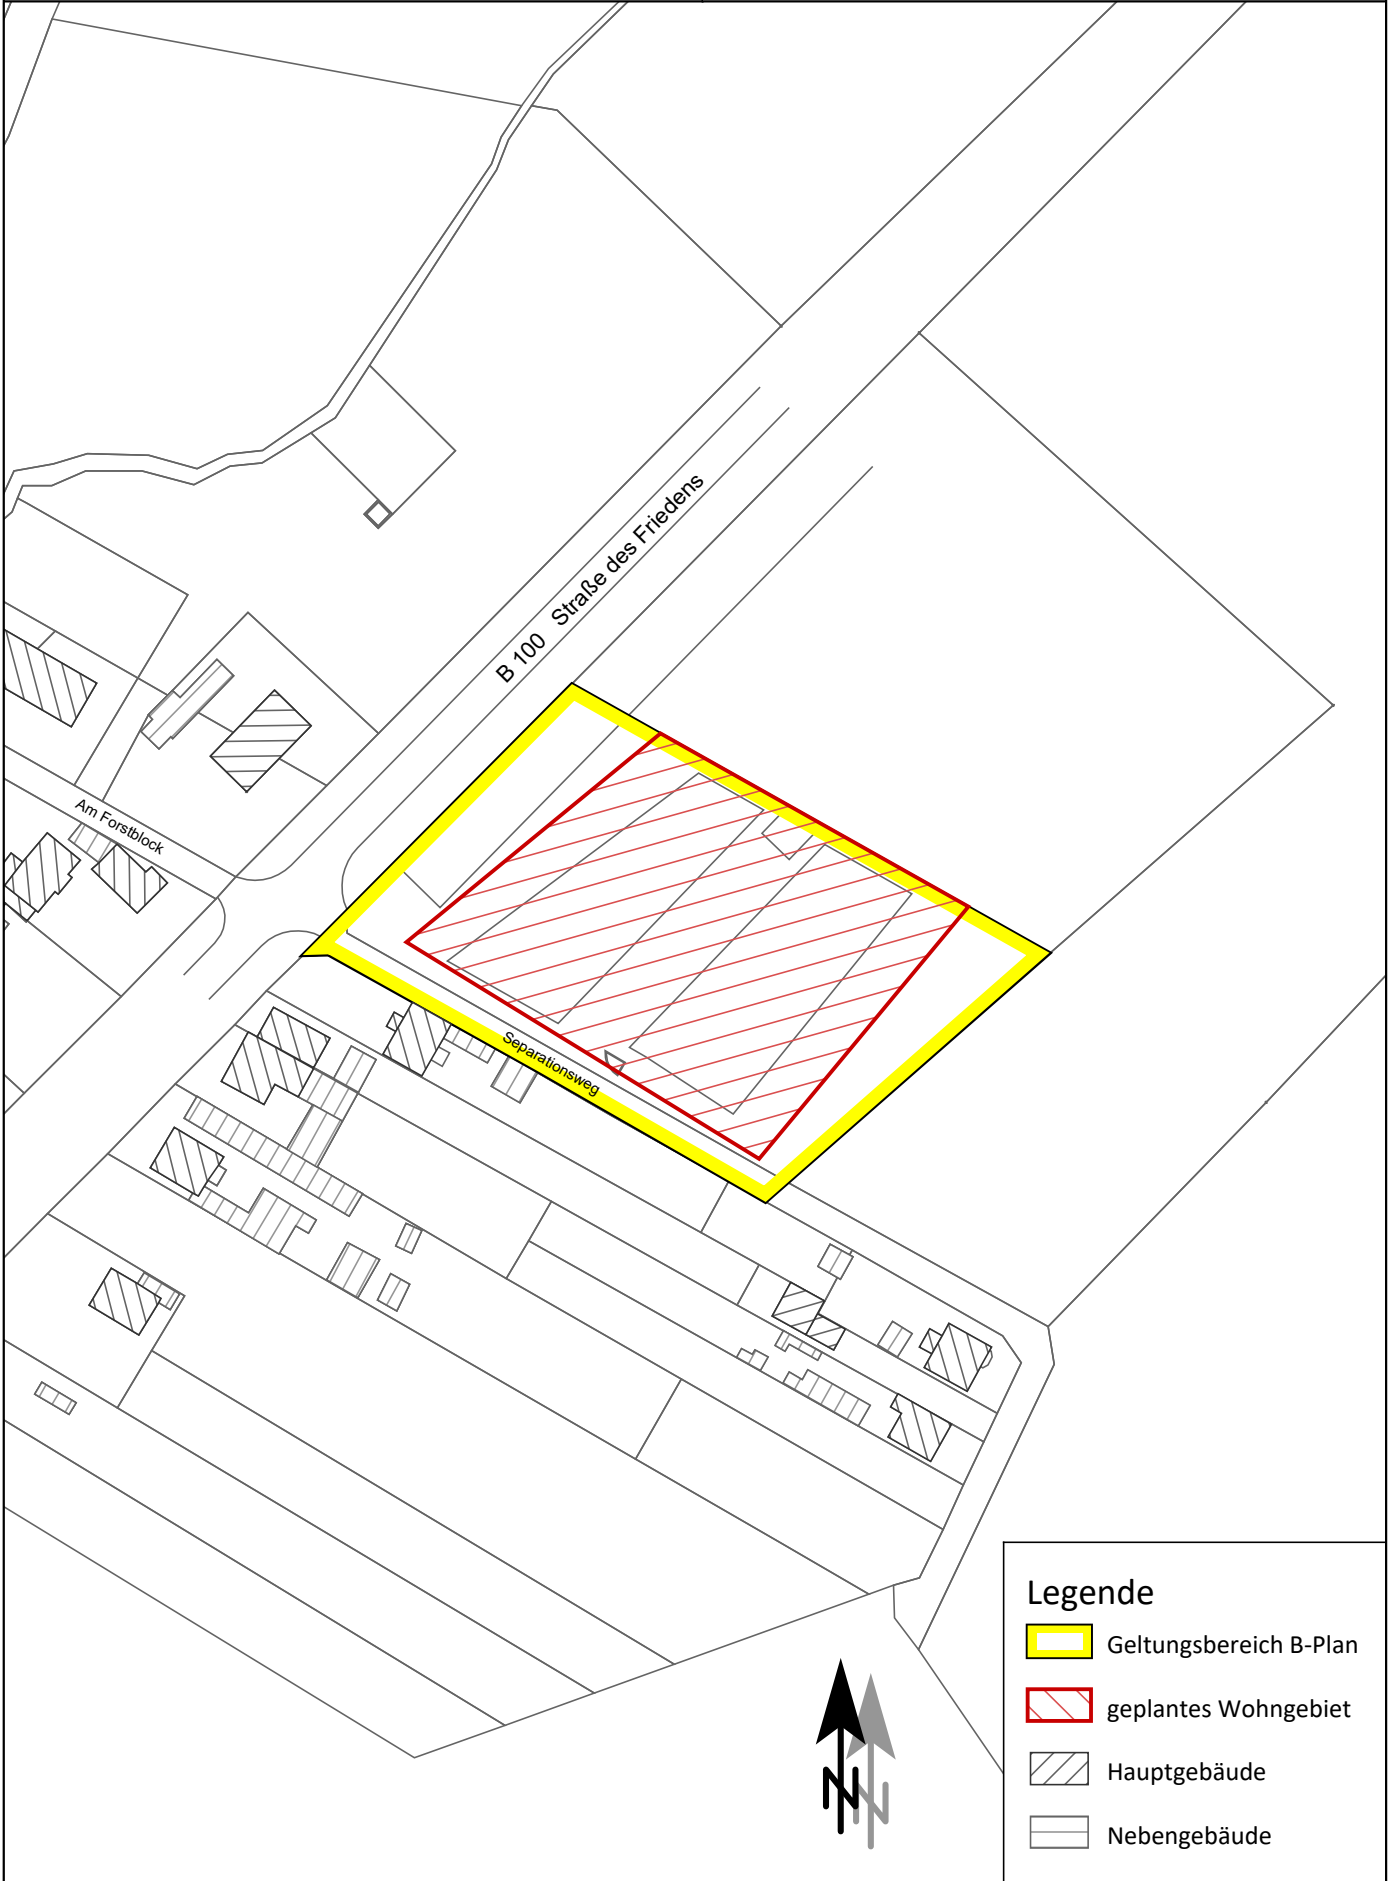 B 100 Straße des Friedens
Am Forstblock
Separationsweg
Legende
Geltungsbereich B-Plan
geplantes Wohngebiet
Hauptgebäude
Nebengebäude
N